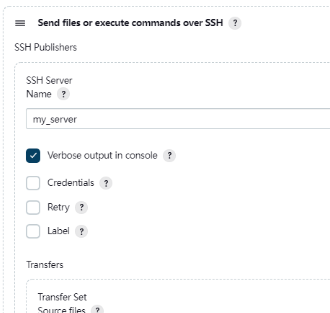 Send files or execute commands over SSH ?
SSH Publishers
SSH Server
Name ?
my_server
Verbose output in console ?
Credentials ?
Retry ?
Label ?
Transfers
Transfer Set
Source files ?